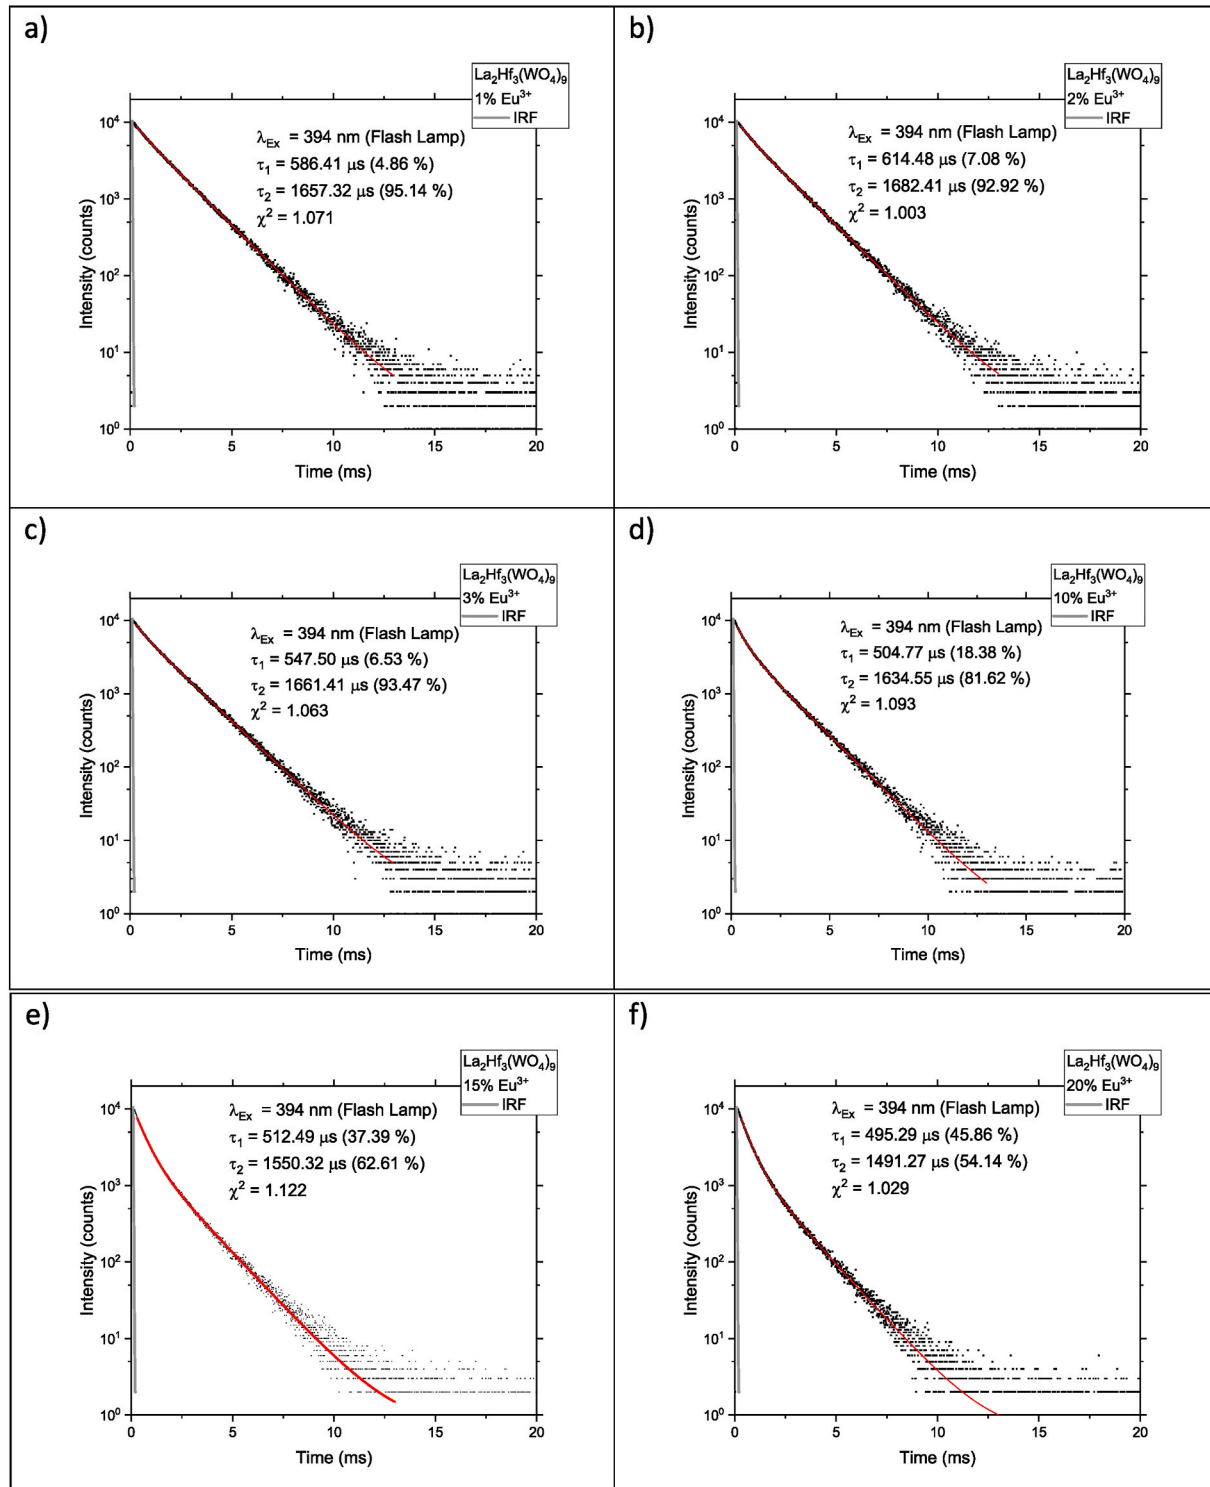 a)
La₂Hf₃(WO₄)₉
1% Eu³⁺
IRF
λEx = 394 nm (Flash Lamp)
τ₁ = 586.41 μs (4.86 %)
τ₂ = 1657.32 μs (95.14 %)
χ² = 1.071
Intensity (counts)
10⁴
10³
10²
10¹
10⁰
0 5 10 15 20
Time (ms)
b)
La₂Hf₃(WO₄)₉
2% Eu³⁺
IRF
λEx = 394 nm (Flash Lamp)
τ₁ = 614.48 μs (7.08 %)
τ₂ = 1682.41 μs (92.92 %)
χ² = 1.003
Intensity (counts)
10⁴
10³
10²
10¹
10⁰
0 5 10 15 20
Time (ms)
c)
La₂Hf₃(WO₄)₉
3% Eu³⁺
IRF
λEx = 394 nm (Flash Lamp)
τ₁ = 547.50 μs (6.53 %)
τ₂ = 1661.41 μs (93.47 %)
χ² = 1.063
Intensity (counts)
10⁴
10³
10²
10¹
10⁰
0 5 10 15 20
Time (ms)
d)
La₂Hf₃(WO₄)₉
10% Eu³⁺
IRF
λEx = 394 nm (Flash Lamp)
τ₁ = 504.77 μs (18.38 %)
τ₂ = 1634.55 μs (81.62 %)
χ² = 1.093
Intensity (counts)
10⁴
10³
10²
10¹
10⁰
0 5 10 15 20
Time (ms)
e)
La₂Hf₃(WO₄)₉
15% Eu³⁺
IRF
λEx = 394 nm (Flash Lamp)
τ₁ = 512.49 μs (37.39 %)
τ₂ = 1550.32 μs (62.61 %)
χ² = 1.122
Intensity (counts)
10⁴
10³
10²
10¹
10⁰
0 5 10 15 20
Time (ms)
f)
La₂Hf₃(WO₄)₉
20% Eu³⁺
IRF
λEx = 394 nm (Flash Lamp)
τ₁ = 495.29 μs (45.86 %)
τ₂ = 1491.27 μs (54.14 %)
χ² = 1.029
Intensity (counts)
10⁴
10³
10²
10¹
10⁰
0 5 10 15 20
Time (ms)